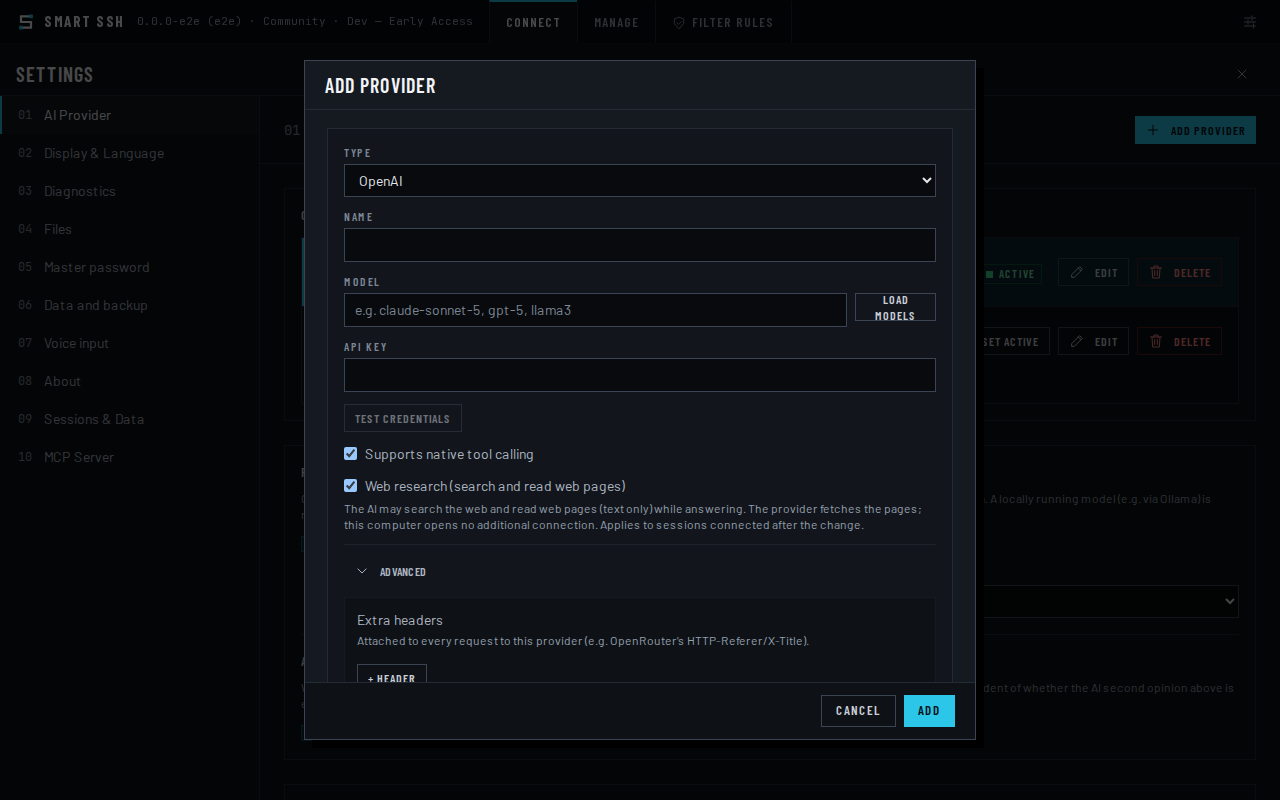 SMART SSH 0.0.0-e2e (e2e) · Community · Dev — Early Access CONNECT MANAGE FILTER RULES
SETTINGS
ADD PROVIDER
01 AI Provider
02 Display & Language
03 Diagnostics
04 Files
05 Master password
06 Data and backup
07 Voice input
08 About
09 Sessions & Data
10 MCP Server
01
ADD PROVIDER
ACTIVE EDIT DELETE
SET ACTIVE EDIT DELETE
. A locally running model (e.g. via Ollama) is
dent of whether the AI second opinion above is
TYPE
OpenAI
NAME
MODEL
e.g. claude-sonnet-5, gpt-5, llama3
LOAD
MODELS
API KEY
TEST CREDENTIALS
Supports native tool calling
Web research (search and read web pages)
The AI may search the web and read web pages (text only) while answering. The provider fetches the pages;
this computer opens no additional connection. Applies to sessions connected after the change.
ADVANCED
Extra headers
Attached to every request to this provider (e.g. OpenRouter's HTTP-Referer/X-Title).
+ HEADER
CANCEL ADD